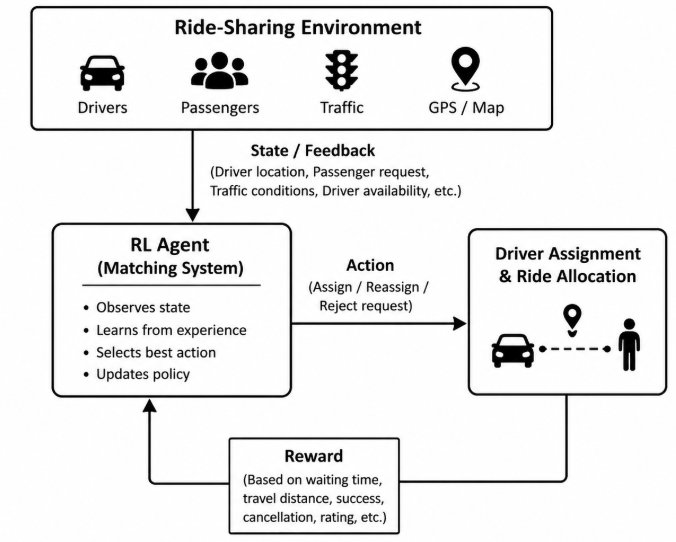 Ride-Sharing Environment
Drivers
Passengers
Traffic
GPS / Map
State / Feedback
(Driver location, Passenger request,
Traffic conditions, Driver availability, etc.)
RL Agent
(Matching System)
• Observes state
• Learns from experience
• Selects best action
• Updates policy
Action
(Assign / Reassign /
Reject request)
Driver Assignment
& Ride Allocation
Reward
(Based on waiting time,
travel distance, success,
cancellation, rating, etc.)